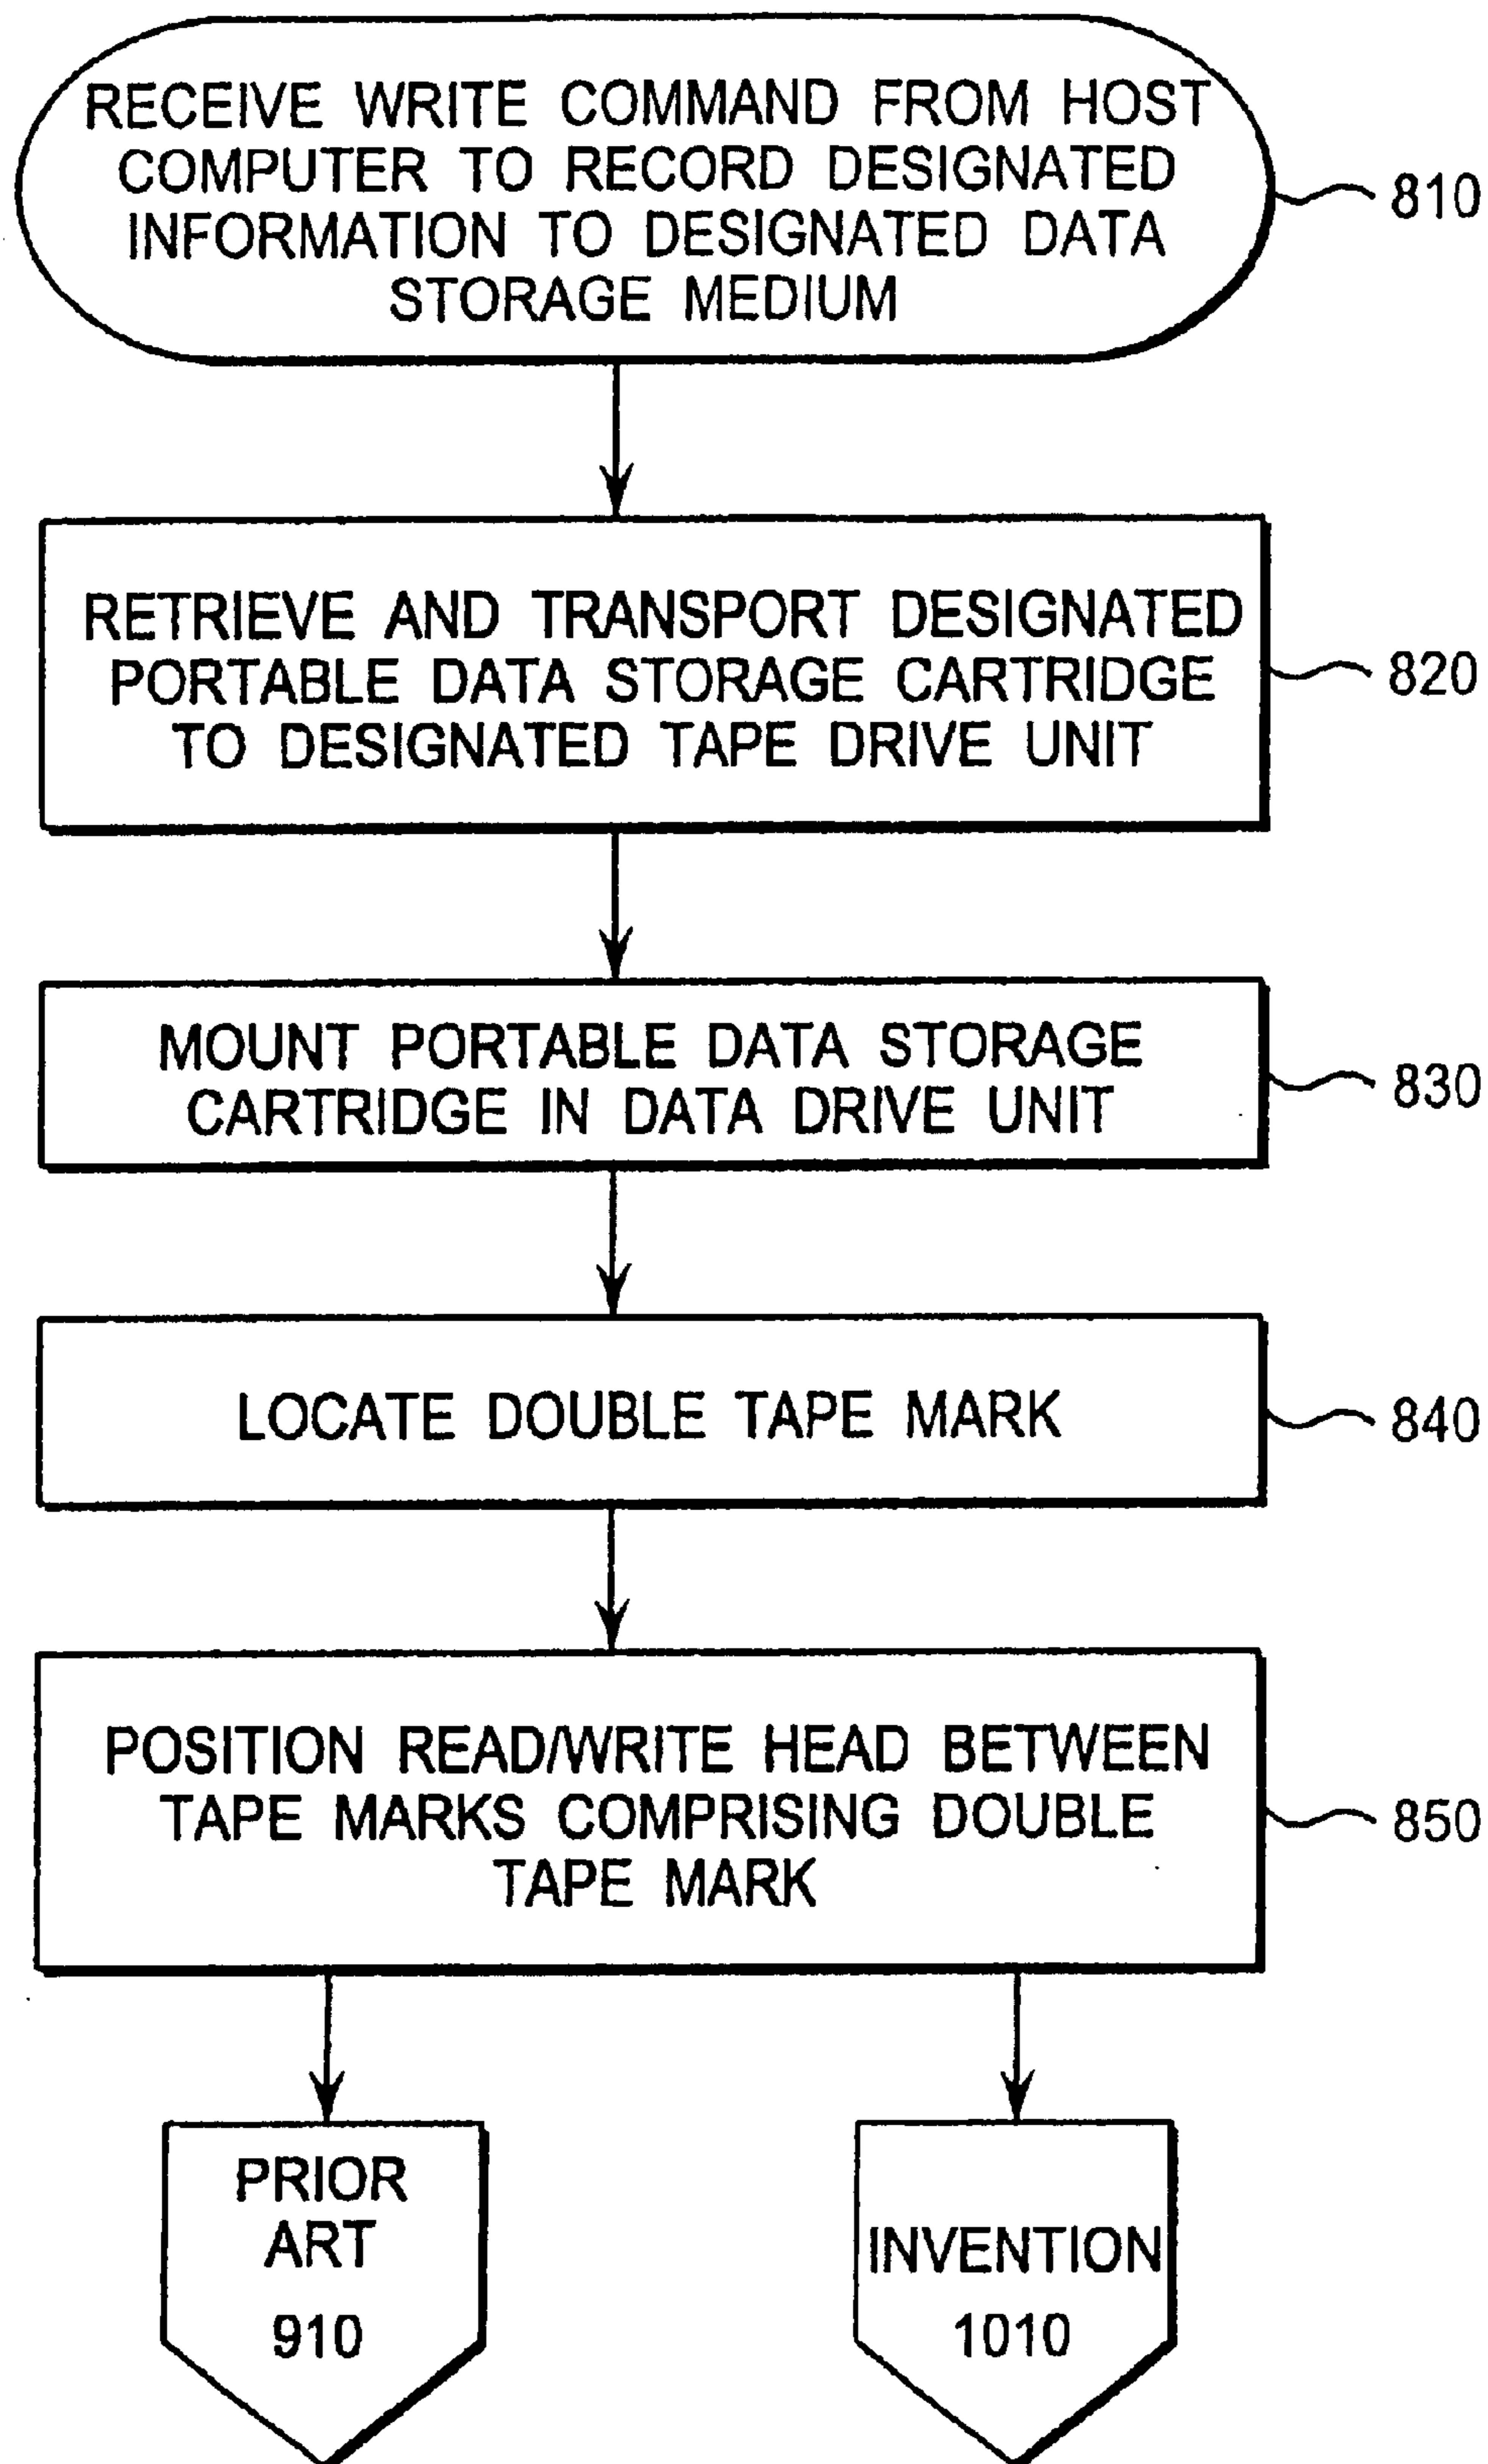 RECEIVE WRITE COMMAND FROM HOST
COMPUTER TO RECORD DESIGNATED
INFORMATION TO DESIGNATED DATA
STORAGE MEDIUM
810
RETRIEVE AND TRANSPORT DESIGNATED
PORTABLE DATA STORAGE CARTRIDGE
TO DESIGNATED TAPE DRIVE UNIT
820
MOUNT PORTABLE DATA STORAGE
CARTRIDGE IN DATA DRIVE UNIT
830
LOCATE DOUBLE TAPE MARK
840
POSITION READ/WRITE HEAD BETWEEN
TAPE MARKS COMPRISING DOUBLE
TAPE MARK
850
PRIOR
ART
910
INVENTION
1010